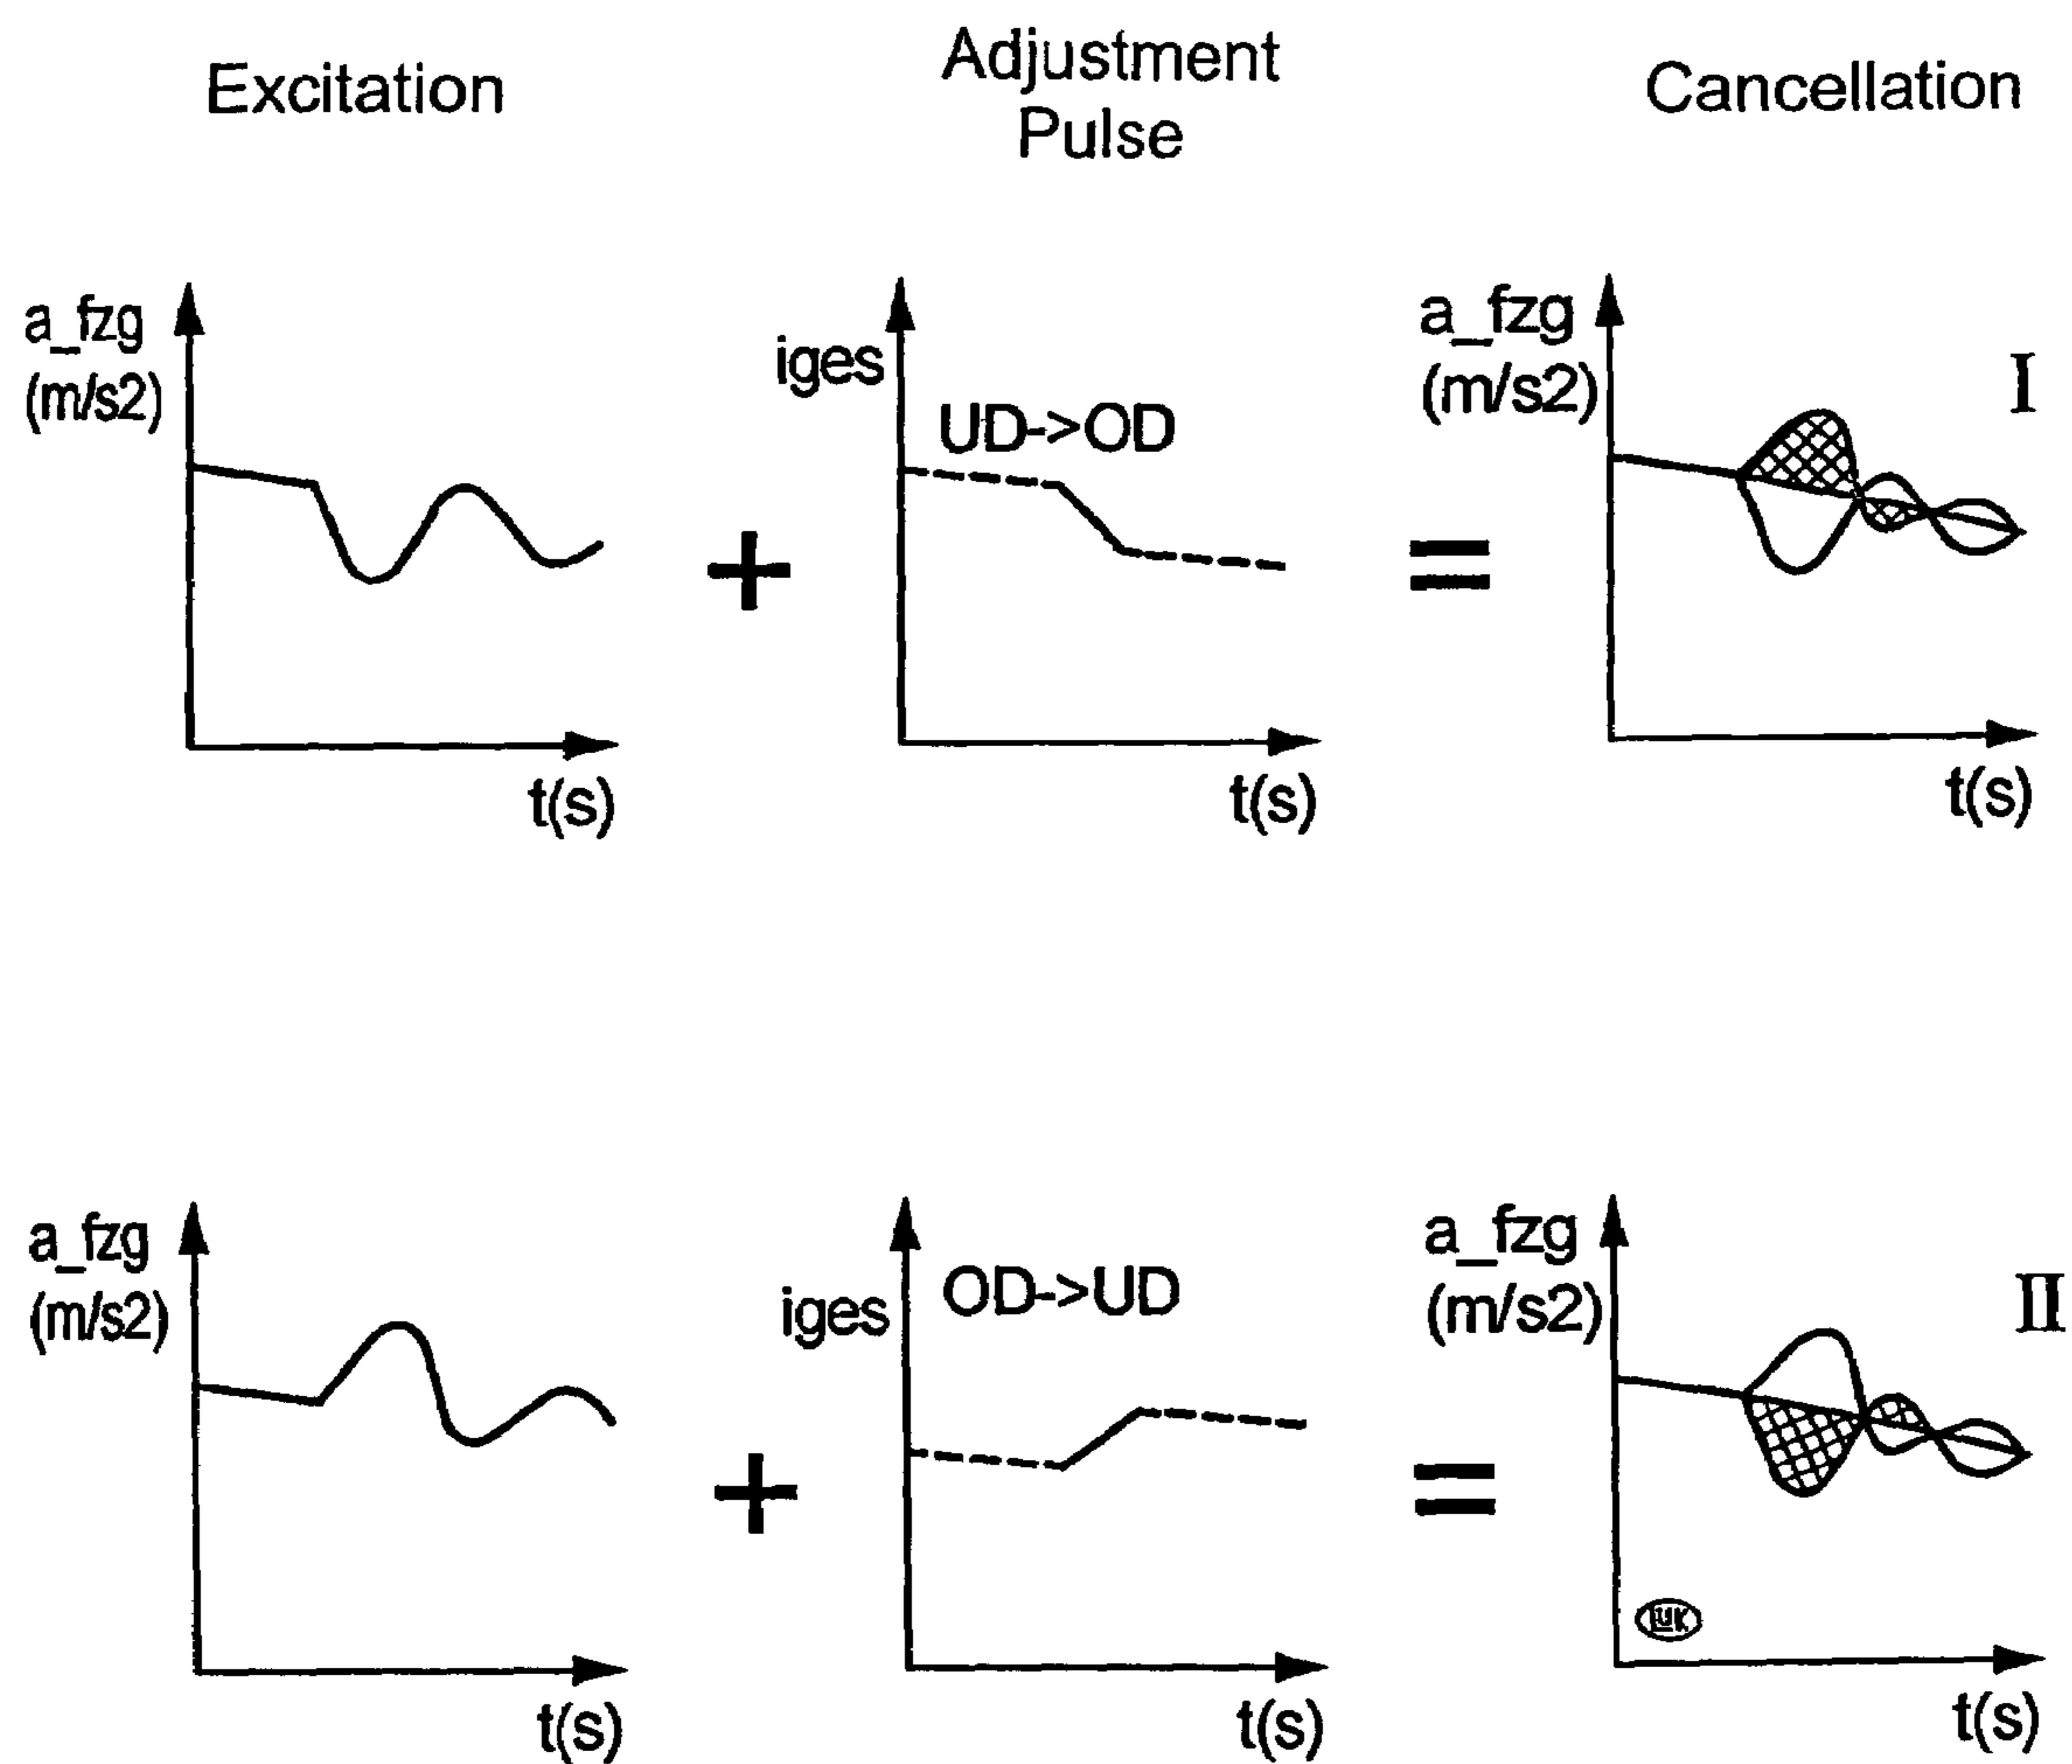 Excitation
Adjustment
Pulse
Cancellation
a_fzg
(m/s2)
t(s)
+
iges
UD->OD
t(s)
=
a_fzg
(m/s2)
I
t(s)
a_fzg
(m/s2)
t(s)
+
iges
OD->UD
t(s)
=
a_fzg
(m/s2)
II
LUK
t(s)